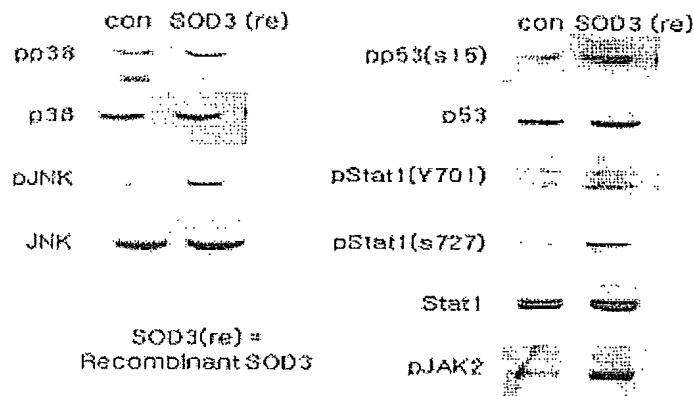 con SOD3 (re)
pp38
p38
pJNK
JNK
SOD3(re) =
Recombinant SOD3
con SOD3 (re)
pp53(s15)
p53
pStat1(Y701)
pStat1(s727)
Stat1
pJAK2